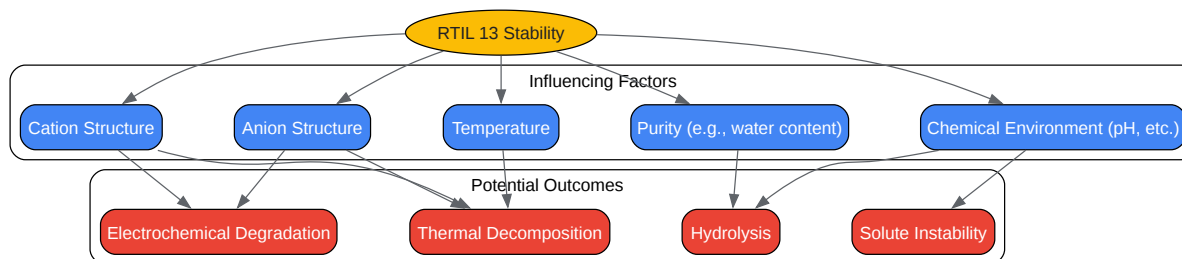 RTIL 13 Stability
Influencing Factors
Cation Structure
Anion Structure
Temperature
Purity (e.g., water content)
Chemical Environment (pH, etc.)
Potential Outcomes
Electrochemical Degradation
Thermal Decomposition
Hydrolysis
Solute Instability